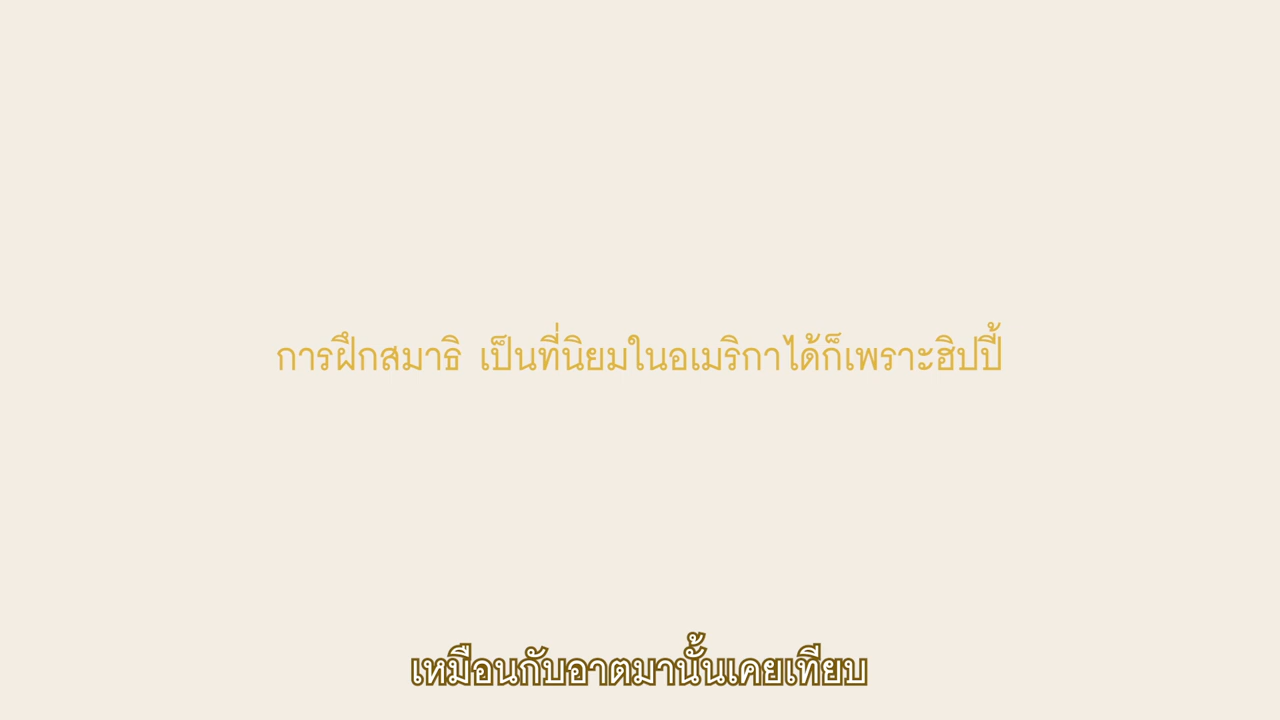 การฝึกสมาธิ เป็นที่นิยมในอเมริกาได้ก็เพราะฮิปปี้
เหมือนกับอาตมานั้นเคยเทียบ